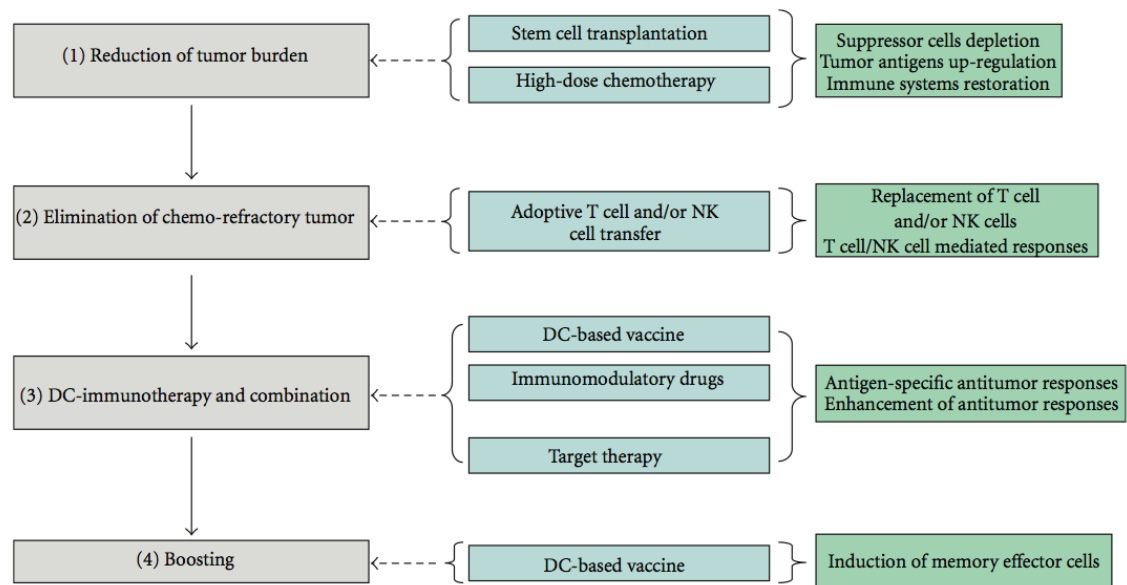 (1) Reduction of tumor burden
Stem cell transplantation
High-dose chemotherapy
Suppressor cells depletion
Tumor antigens up-regulation
Immune systems restoration
(2) Elimination of chemo-refractory tumor
Adoptive T cell and/or NK
cell transfer
Replacement of T cell
and/or NK cells
T cell/NK cell mediated responses
(3) DC-immunotherapy and combination
DC-based vaccine
Immunomodulatory drugs
Target therapy
Antigen-specific antitumor responses
Enhancement of antitumor responses
(4) Boosting
DC-based vaccine
Induction of memory effector cells